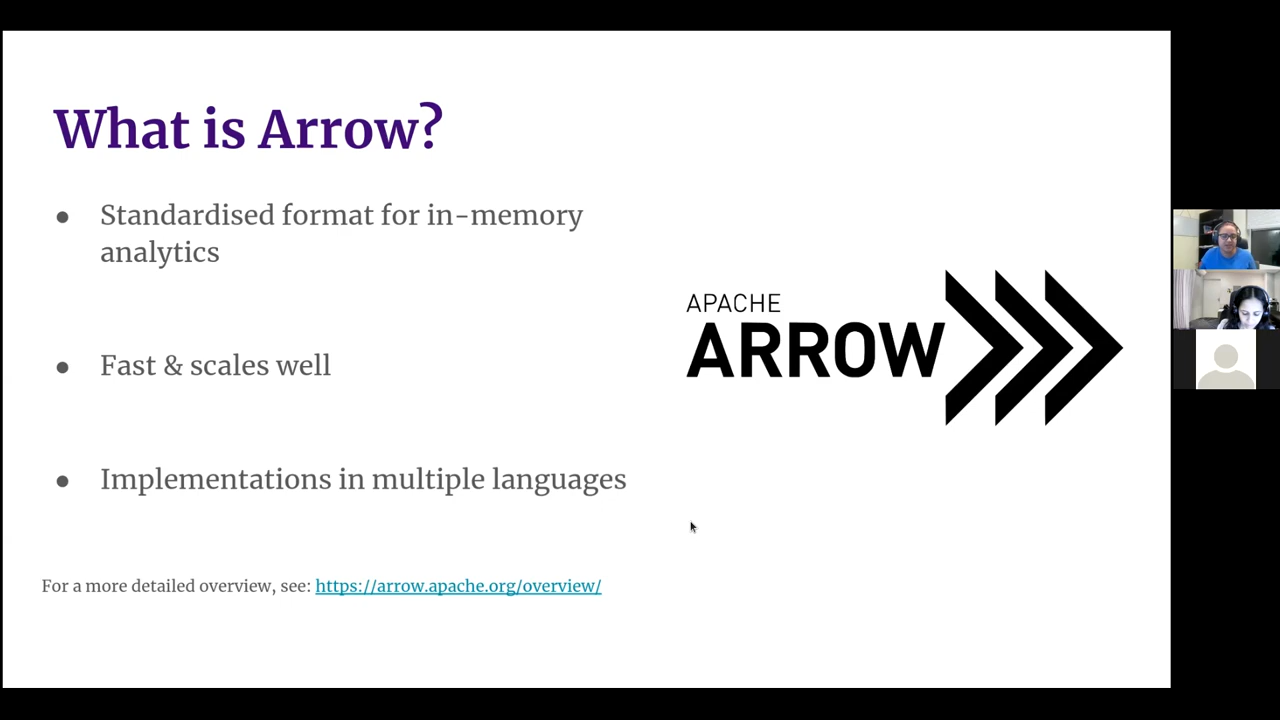 What is Arrow?
● Standardised format for in-memory
analytics
● Fast & scales well
● Implementations in multiple languages
For a more detailed overview, see: https://arrow.apache.org/overview/
APACHE
ARROW